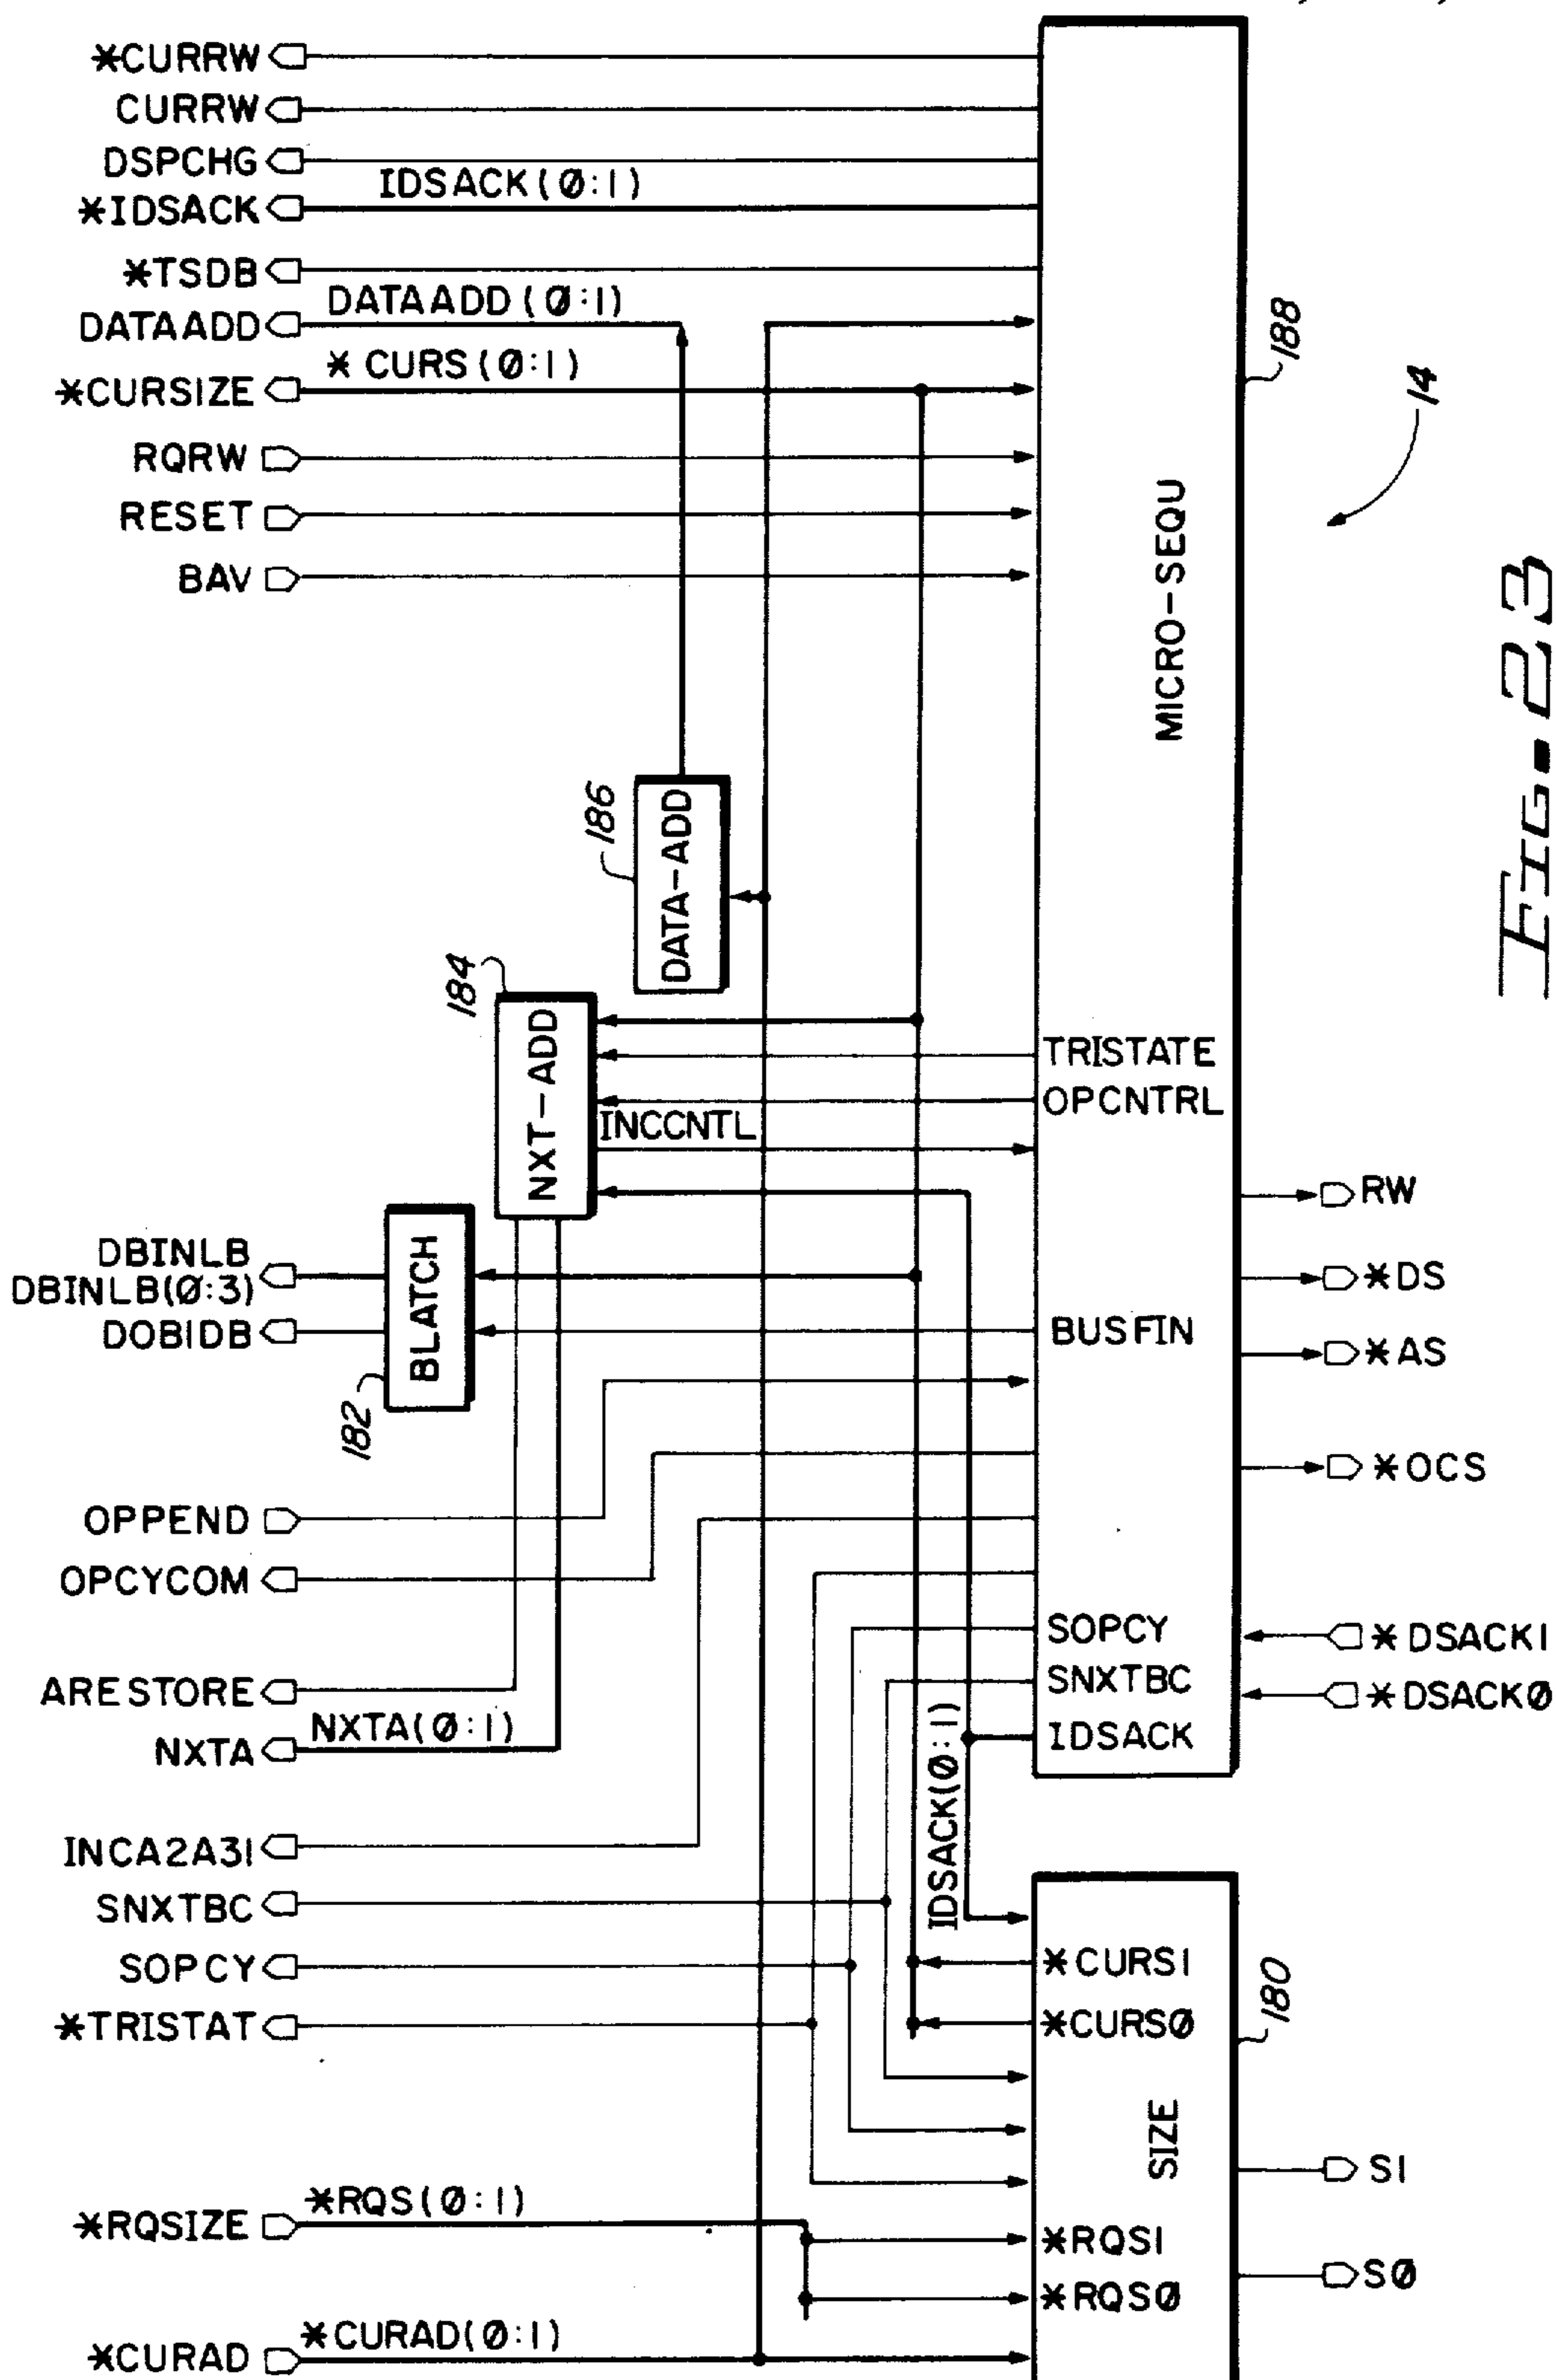 *CURRW
CURRW
DSPCHG
IDSACK(Ø:1)
*IDSACK
*TSDB
DATAADD(Ø:1)
DATAADD
*CURS(Ø:1)
*CURSIZE
RQRW
RESET
BAV
188
14
MICRO-SEQU
FIG-23
186
DATA-ADD
184
NXT-ADD
TRISTATE
OPCNTRL
INCCNTL
RW
DBINLB
DBINLB(Ø:3)
DOBIDB
BLATCH
182
BUSFIN
*DS
*AS
*OCS
OPPEND
OPCYCOM
SOPCY
*DSACK1
SNXTBC
*DSACKØ
ARESTORE
NXTA(Ø:1)
NXTA
IDSACK
IDSACK(Ø:1)
INCA2A31
SNXTBC
SOPCY
*TRISTAT
*CURS1
*CURSØ
180
SIZE
S1
*RQS(Ø:1)
*RQSIZE
*RQS1
SØ
*RQSØ
*CURAD(Ø:1)
*CURAD